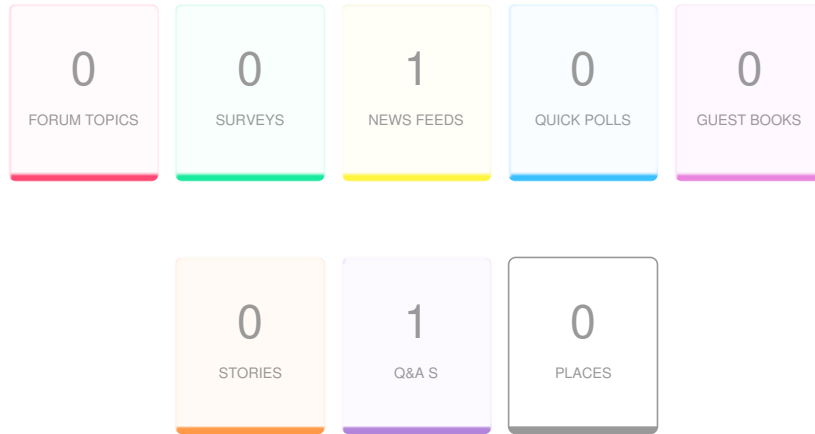 0 0 1 0 0
FORUM TOPICS SURVEYS NEWS FEEDS QUICK POLLS GUEST BOOKS
0 1 0
STORIES Q&A S PLACES